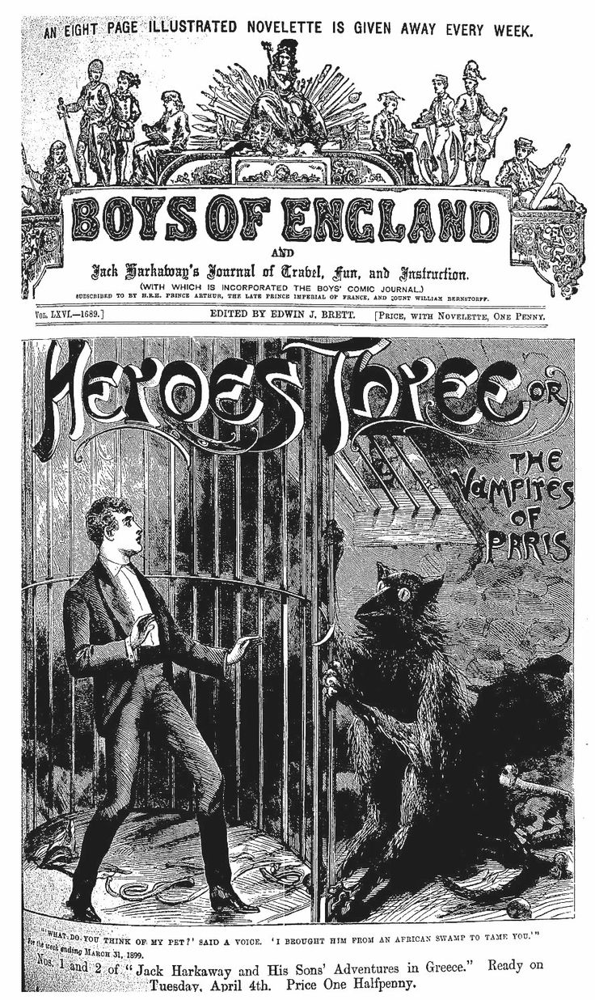 AN EIGHT PAGE ILLUSTRATED NOVELETTE IS GIVEN AWAY EVERY WEEK.
BOYS OF ENGLAND
AND
Jack Harkaway's Journal of Travel, Fun, and Instruction.
(WITH WHICH IS INCORPORATED THE BOYS' COMIC JOURNAL.)
SUBSCRIBED TO BY H.R.H. PRINCE ARTHUR, THE LATE PRINCE IMPERIAL OF FRANCE, AND COUNT WILLIAM BERNSTORFF.
VOL. LXVI.—1689.] EDITED BY EDWIN J. BRETT. [PRICE, WITH NOVELETTE, ONE PENNY.
HEROES THREE OR
THE
VAMPIRES
OF
PARIS
"'WHAT DO YOU THINK OF MY PET?' SAID A VOICE. 'I BROUGHT HIM FROM AN AFRICAN SWAMP TO TAME YOU.'"
For the week ending MARCH 31, 1899.
Nos. 1 and 2 of "Jack Harkaway and His Sons' Adventures in Greece." Ready on
Tuesday, April 4th. Price One Halfpenny.